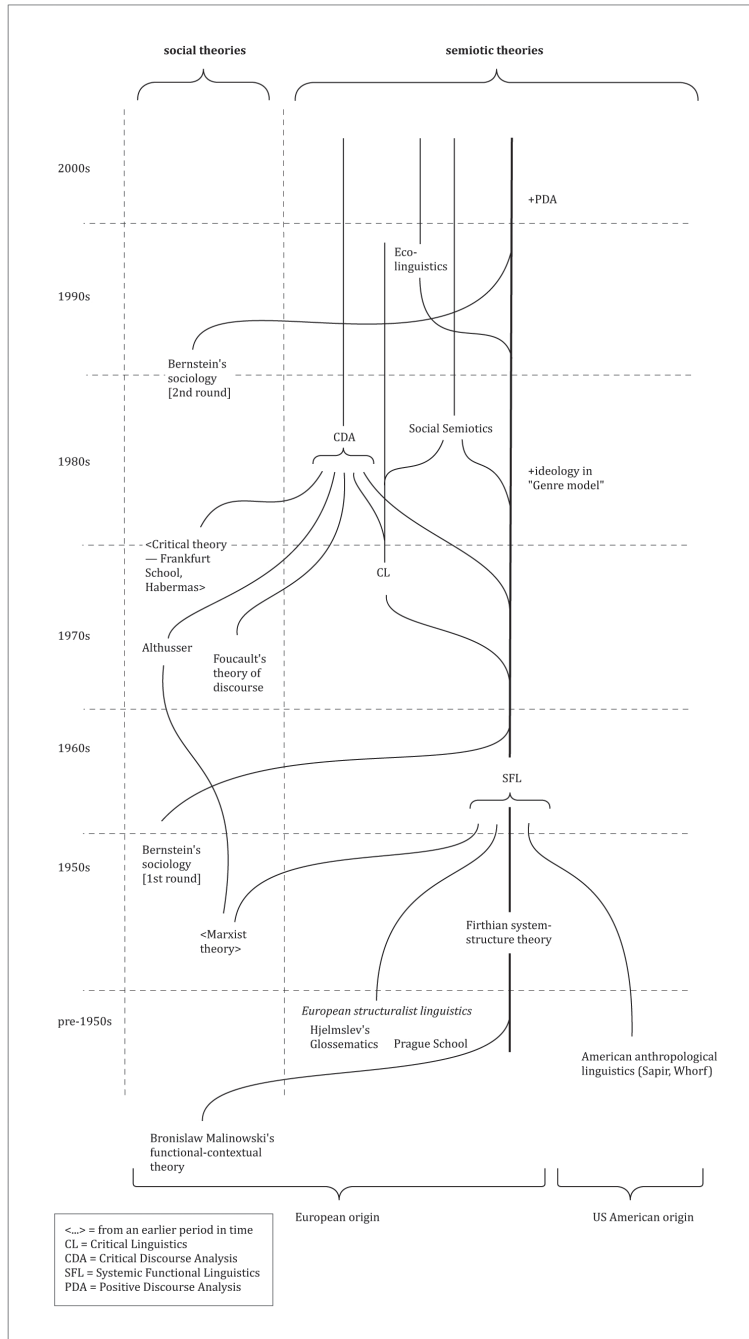 social theories
semiotic theories
2000s
+PDA
Eco-
linguistics
1990s
Bernstein's
sociology
[2nd round]
Social Semiotics
CDA
1980s
+ideology in
"Genre model"
<Critical theory
— Frankfurt
School,
Habermas>
CL
1970s
Althusser
Foucault's
theory of
discourse
1960s
SFL
Bernstein's
sociology
[1st round]
1950s
<Marxist
theory>
Firthian system-
structure theory
pre-1950s
European structuralist linguistics
Hjelmslev's
Glossematics
Prague School
American anthropological
linguistics (Sapir, Whorf)
Bronislaw Malinowski's
functional-contextual
theory
European origin
US American origin
<...> = from an earlier period in time
CL = Critical Linguistics
CDA = Critical Discourse Analysis
SFL = Systemic Functional Linguistics
PDA = Positive Discourse Analysis